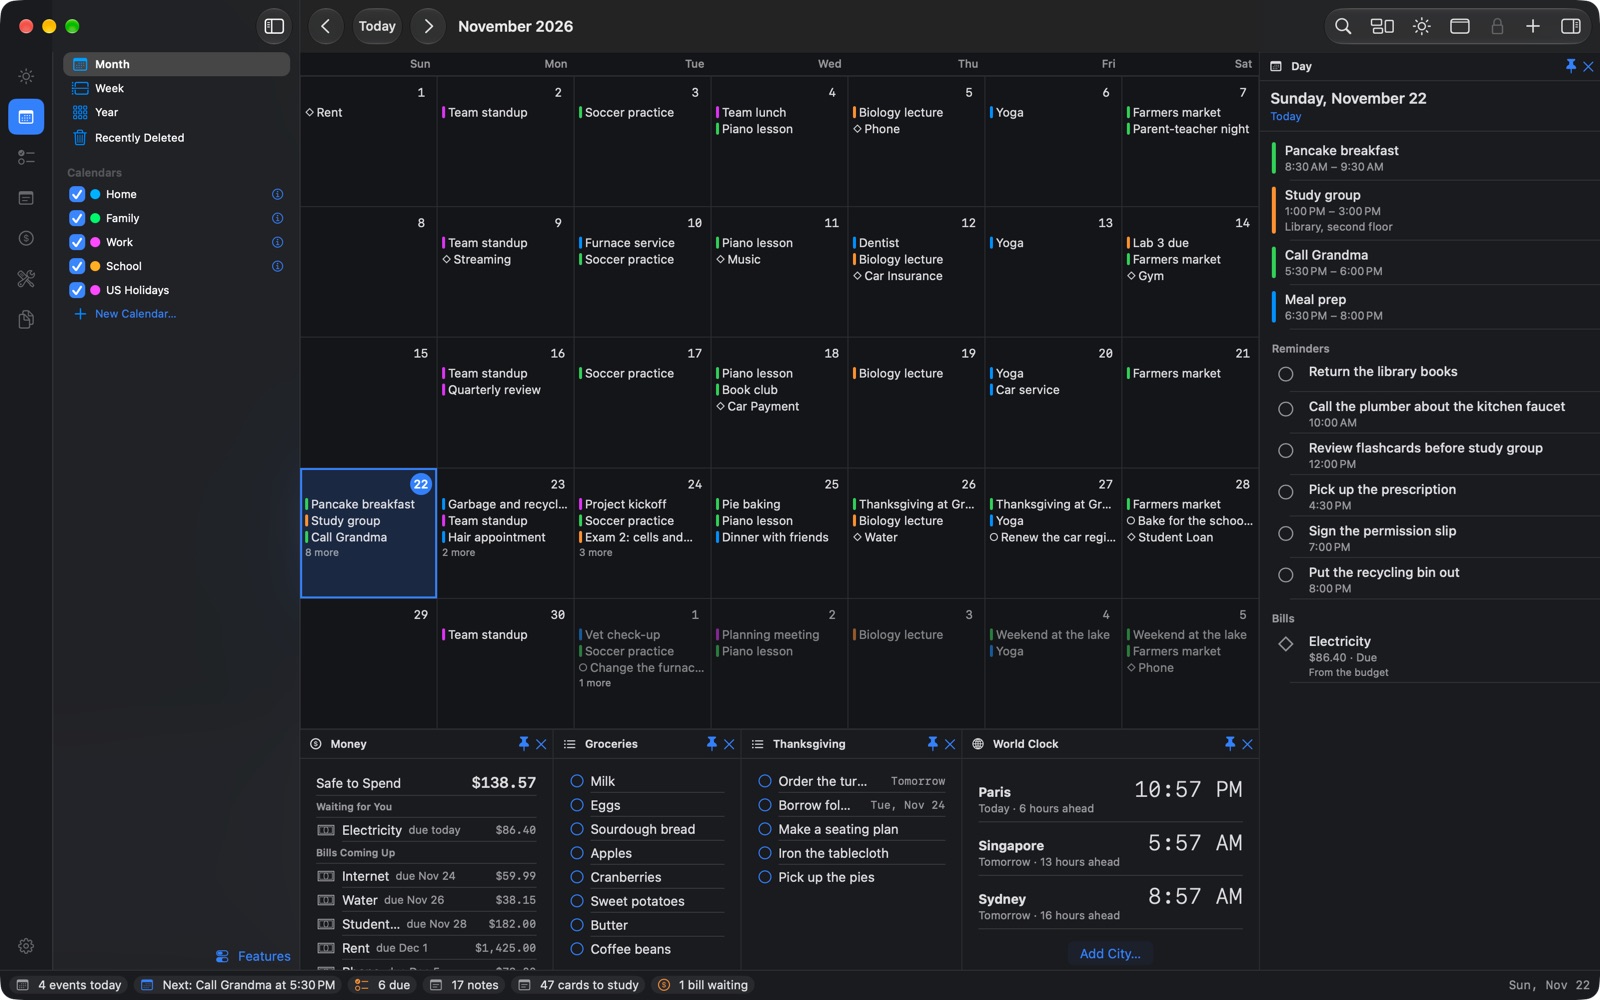 Today
November 2026
Month
Week
Year
Recently Deleted
Calendars
Home
Family
Work
School
US Holidays
New Calendar...
Features
Sun Mon Tue Wed Thu Fri Sat
1
Rent
2
Team standup
3
Soccer practice
4
Team lunch
Piano lesson
5
Biology lecture
Phone
6
Yoga
7
Farmers market
Parent-teacher night
8
9
Team standup
Streaming
10
Furnace service
Soccer practice
11
Piano lesson
Music
12
Dentist
Biology lecture
Car Insurance
13
Yoga
14
Lab 3 due
Farmers market
Gym
15
16
Team standup
Quarterly review
17
Soccer practice
18
Piano lesson
Book club
Car Payment
19
Biology lecture
20
Yoga
Car service
21
Farmers market
22
Pancake breakfast
Study group
Call Grandma
8 more
23
Garbage and recycl...
Team standup
Hair appointment
2 more
24
Project kickoff
Soccer practice
Exam 2: cells and...
3 more
25
Pie baking
Piano lesson
Dinner with friends
26
Thanksgiving at Gr...
Biology lecture
Water
27
Thanksgiving at Gr...
Yoga
Renew the car regi...
28
Farmers market
Bake for the schoo...
Student Loan
29
30
Team standup
1
Vet check-up
Soccer practice
Change the furnac...
1 more
2
Planning meeting
Piano lesson
3
Biology lecture
4
Weekend at the lake
Yoga
5
Weekend at the lake
Farmers market
Phone
Money
Safe to Spend $138.57
Waiting for You
Electricity due today $86.40
Bills Coming Up
Internet due Nov 24 $59.99
Water due Nov 26 $38.15
Student... due Nov 28 $182.00
Rent due Dec 1 $1,425.00
Groceries
Milk
Eggs
Sourdough bread
Apples
Cranberries
Sweet potatoes
Butter
Coffee beans
Thanksgiving
Order the tur... Tomorrow
Borrow fol... Tue, Nov 24
Make a seating plan
Iron the tablecloth
Pick up the pies
World Clock
Paris 10:57 PM
Today · 6 hours ahead
Singapore 5:57 AM
Tomorrow · 13 hours ahead
Sydney 8:57 AM
Tomorrow · 16 hours ahead
Add City...
Day
Sunday, November 22
Today
Pancake breakfast
8:30 AM – 9:30 AM
Study group
1:00 PM – 3:00 PM
Library, second floor
Call Grandma
5:30 PM – 6:00 PM
Meal prep
6:30 PM – 8:00 PM
Reminders
Return the library books
Call the plumber about the kitchen faucet
10:00 AM
Review flashcards before study group
12:00 PM
Pick up the prescription
4:30 PM
Sign the permission slip
7:00 PM
Put the recycling bin out
8:00 PM
Bills
Electricity
$86.40 · Due
From the budget
4 events today
Next: Call Grandma at 5:30 PM
6 due
17 notes
47 cards to study
1 bill waiting
Sun, Nov 22